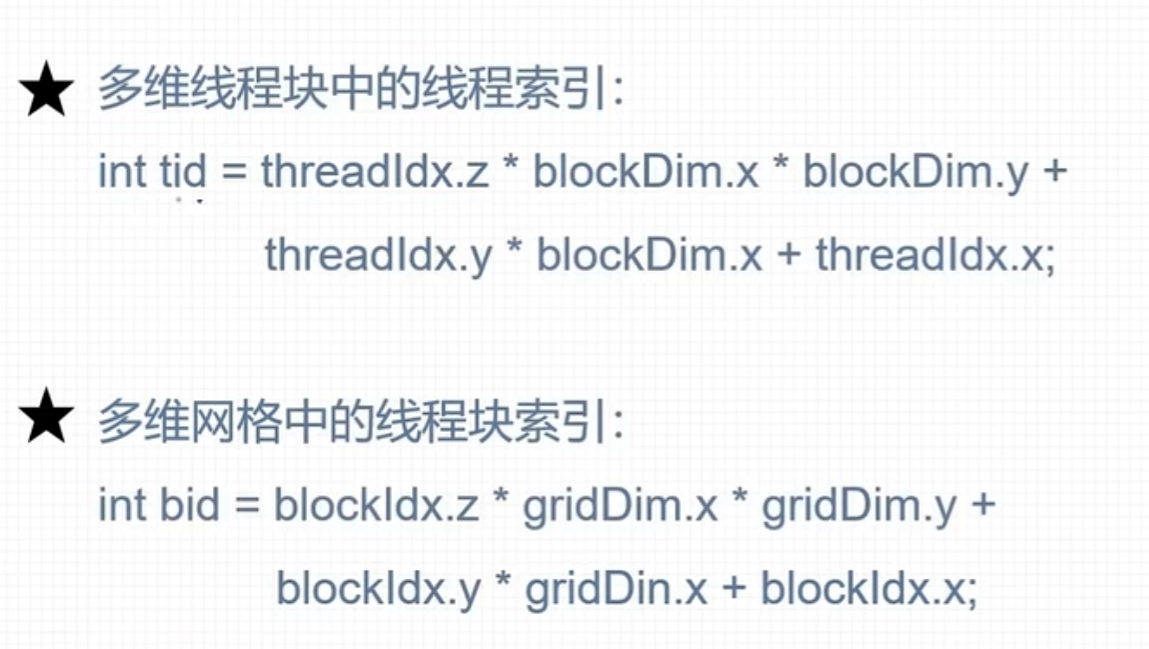 ★ 多维线程块中的线程索引：
int tid = threadIdx.z * blockDim.x * blockDim.y +
threadIdx.y * blockDim.x + threadIdx.x;
★ 多维网格中的线程块索引：
int bid = blockIdx.z * gridDim.x * gridDim.y +
blockIdx.y * gridDin.x + blockIdx.x;